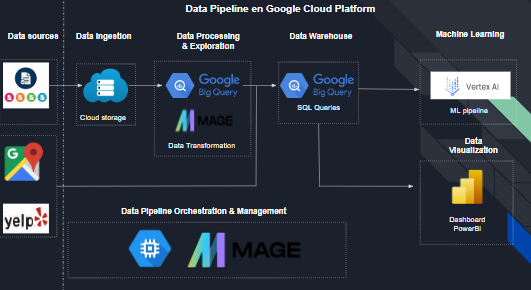 Data Pipeline en Google Cloud Platform
Data sources
Data Ingestion
Data Processing
& Exploration
Data Warehouse
Machine Learning
Cloud storage
Google
Big Query
MAGE
Data Transformation
Google
Big Query
SQL Queries
Vertex AI
ML pipeline
Data
Visualization
Dashboard
PowerBI
yelp
Data Pipeline Orchestration & Management
MAGE